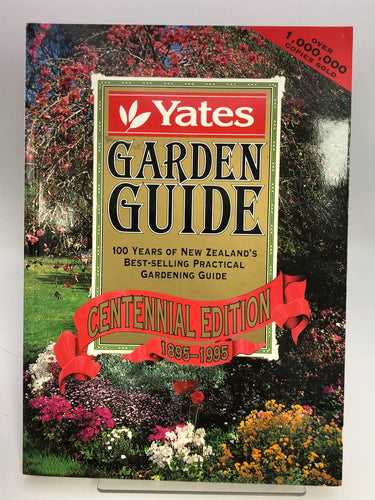 OVER
1,000,000
COPIES SOLD
Yates
GARDEN
GUIDE
100 YEARS OF NEW ZEALAND'S
BEST-SELLING PRACTICAL
GARDENING GUIDE
CENTENNIAL EDITION
1895-1995